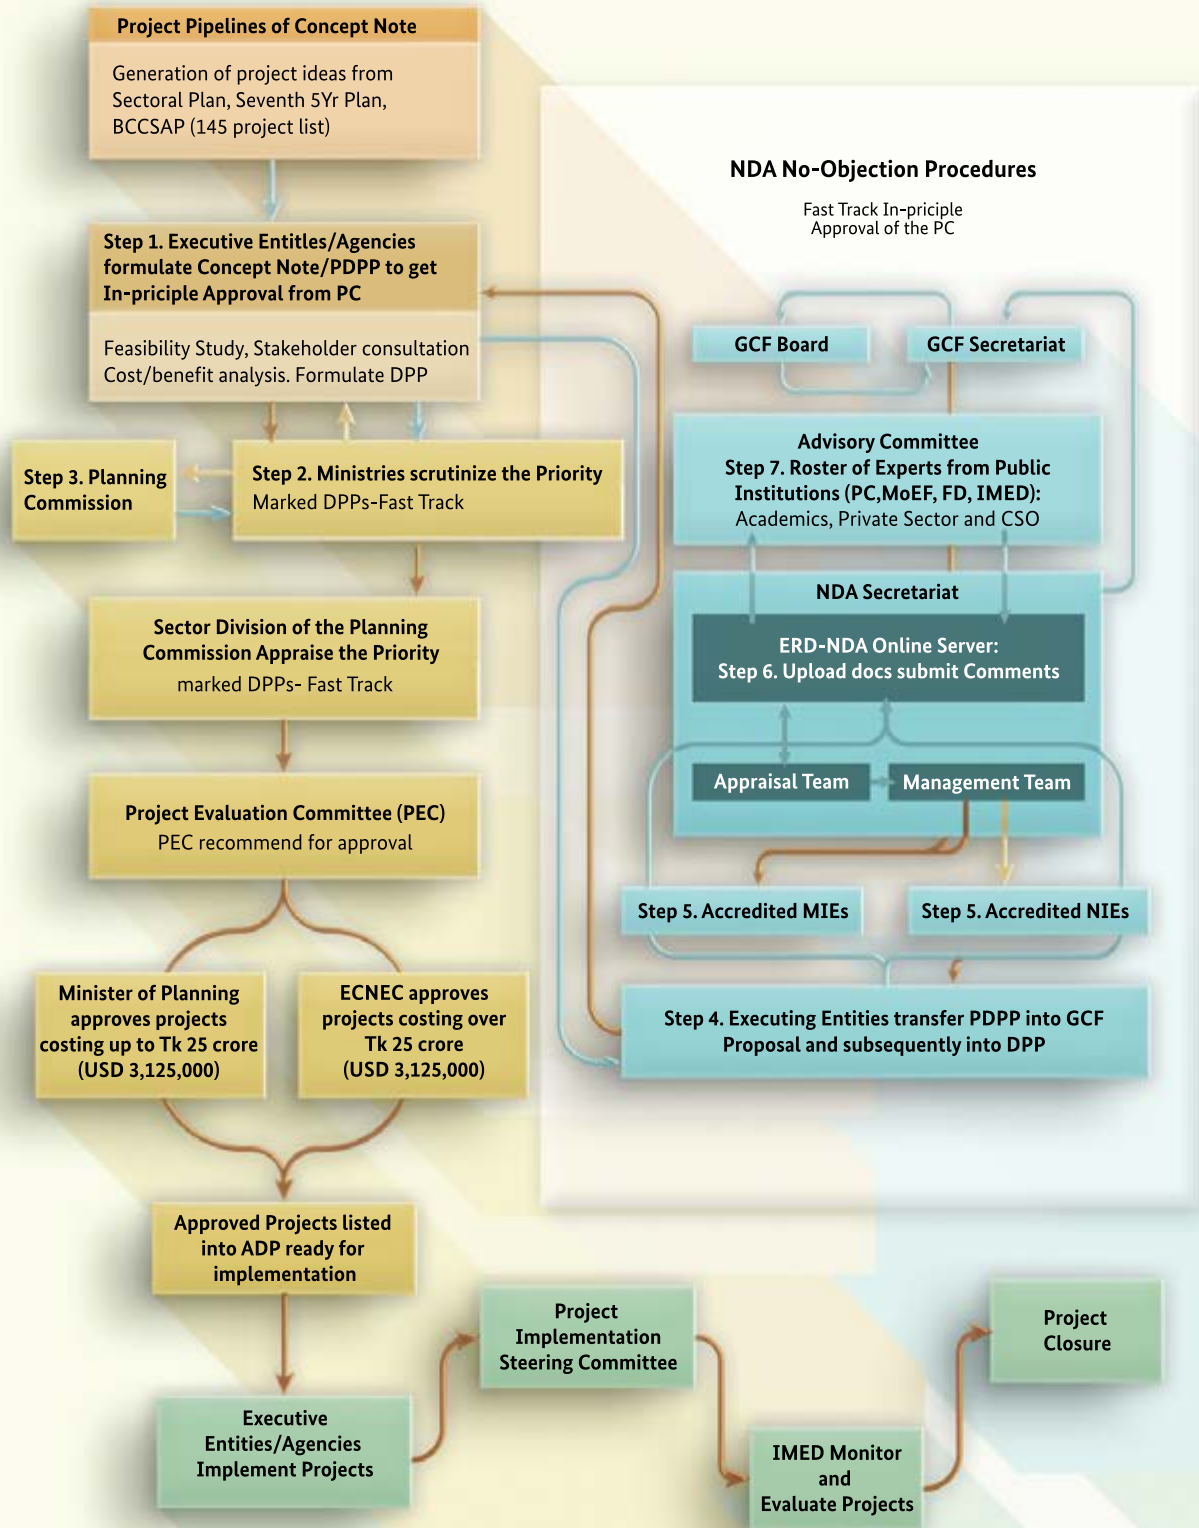 Project Pipelines of Concept Note
Generation of project ideas from
Sectoral Plan, Seventh 5Yr Plan,
BCCSAP (145 project list)
Step 1. Executive Entitles/Agencies
formulate Concept Note/PDPP to get
In-priciple Approval from PC
Feasibility Study, Stakeholder consultation
Cost/benefit analysis. Formulate DPP
Step 3. Planning
Commission
Step 2. Ministries scrutinize the Priority
Marked DPPs-Fast Track
Sector Division of the Planning
Commission Appraise the Priority
marked DPPs- Fast Track
Project Evaluation Committee (PEC)
PEC recommend for approval
Minister of Planning
approves projects
costing up to Tk 25 crore
(USD 3,125,000)
ECNEC approves
projects costing over
Tk 25 crore
(USD 3,125,000)
Approved Projects listed
into ADP ready for
implementation
Executive
Entities/Agencies
Implement Projects
Project
Implementation
Steering Committee
IMED Monitor
and
Evaluate Projects
Project
Closure
NDA No-Objection Procedures
Fast Track In-priciple
Approval of the PC
GCF Board
GCF Secretariat
Advisory Committee
Step 7. Roster of Experts from Public
Institutions (PC,MoEF, FD, IMED):
Academics, Private Sector and CSO
NDA Secretariat
ERD-NDA Online Server:
Step 6. Upload docs submit Comments
Appraisal Team
Management Team
Step 5. Accredited MIEs
Step 5. Accredited NIEs
Step 4. Executing Entities transfer PDPP into GCF
Proposal and subsequently into DPP